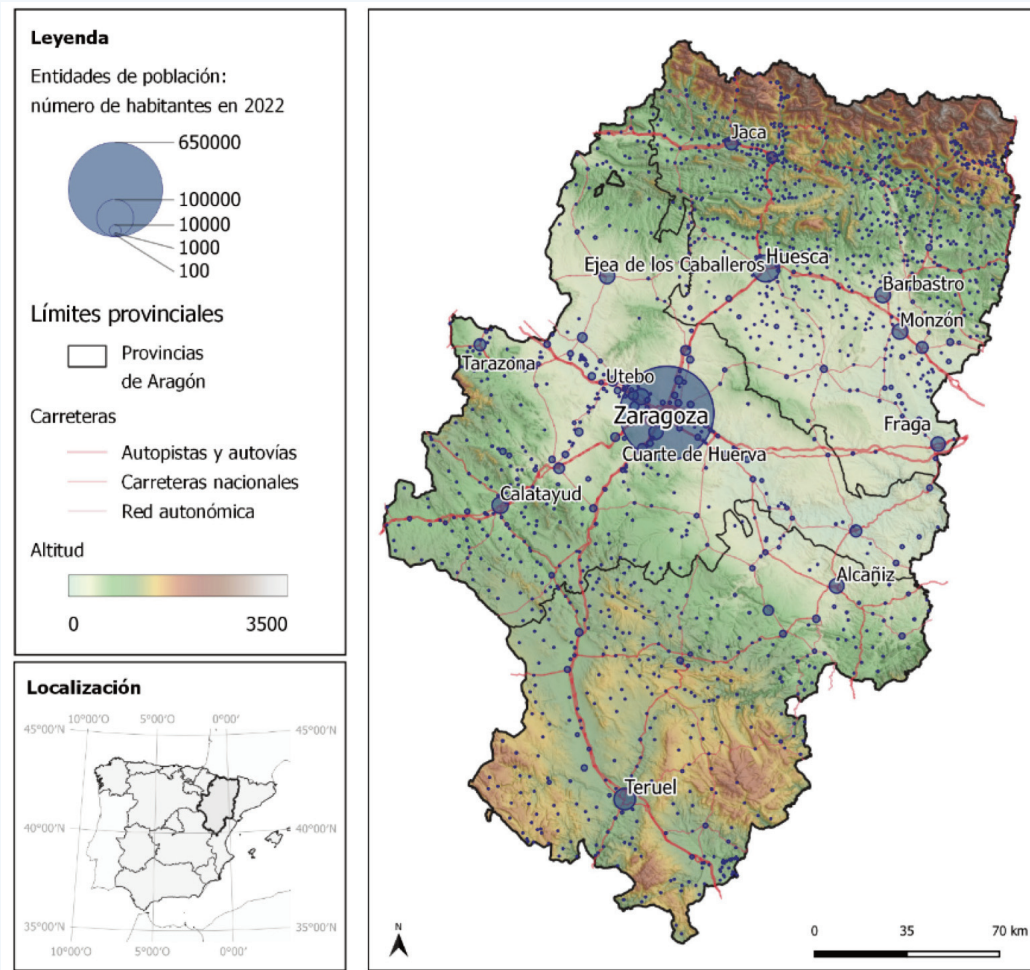 Leyenda
Entidades de población:
número de habitantes en 2022
650000
100000
10000
1000
100
Límites provinciales
Provincias
de Aragón
Carreteras
Autopistas y autovías
Carreteras nacionales
Red autonómica
Altitud
0
3500
Localización
10°00'O
5°00'O
0°00'
45°00'N
45°00'N
40°00'N
40°00'N
35°00'N
35°00'N
10°00'O
5°00'O
0°00'
Jaca
Huesca
Ejea de los Caballeros
Barbastro
Monzón
Tarazona
Utebo
Zaragoza
Fraga
Cuarte de Huerva
Calatayud
Alcañiz
Teruel
N
0
35
70 km